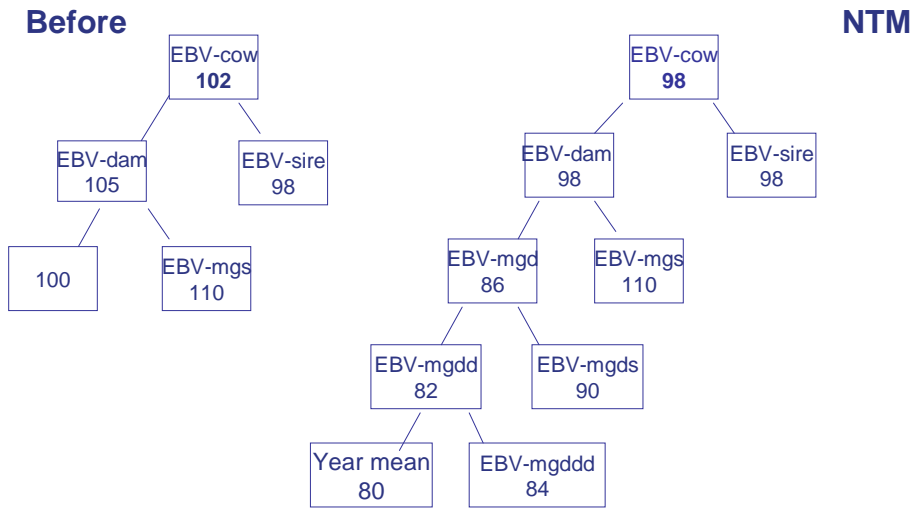 Before
NTM
EBV-cow
102
EBV-cow
98
EBV-dam
105
EBV-sire
98
EBV-dam
98
EBV-sire
98
100
EBV-mgs
110
EBV-mgd
86
EBV-mgs
110
EBV-mgdd
82
EBV-mgds
90
Year mean
80
EBV-mgddd
84